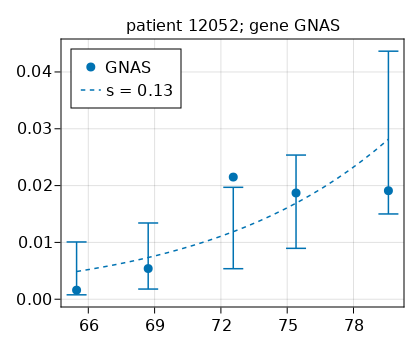 patient 12052; gene GNAS
GNAS
s = 0.13
0.04
0.03
0.02
0.01
0.00
66 69 72 75 78